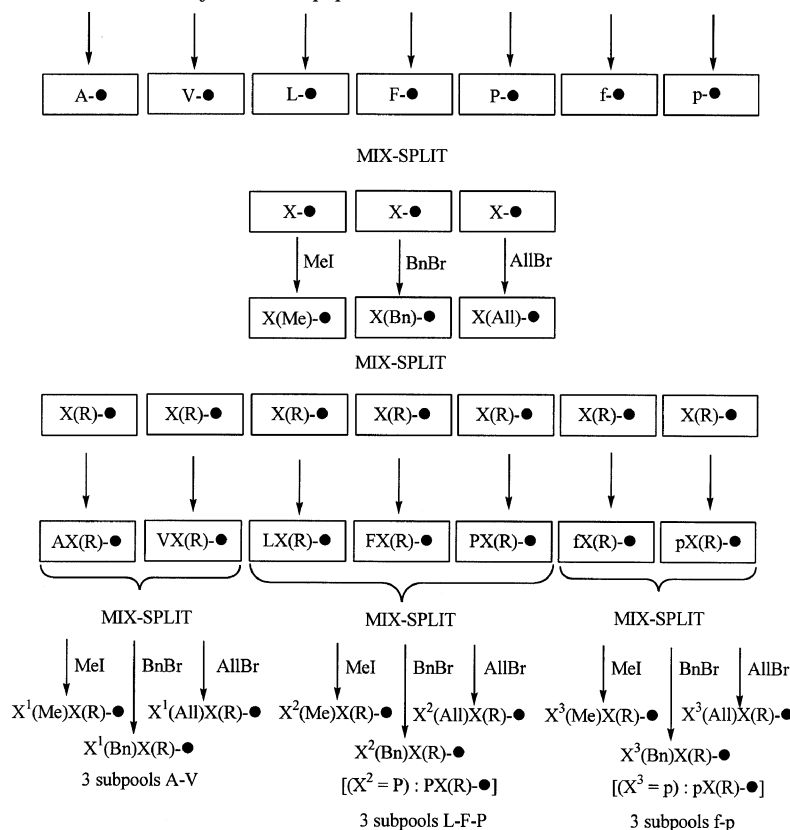 A-● V-● L-● F-● P-● f-● p-●
MIX-SPLIT
X-● X-● X-●
MeI BnBr AllBr
X(Me)-● X(Bn)-● X(All)-●
MIX-SPLIT
X(R)-● X(R)-● X(R)-● X(R)-● X(R)-● X(R)-● X(R)-●
AX(R)-● VX(R)-● LX(R)-● FX(R)-● PX(R)-● fX(R)-● pX(R)-●
MIX-SPLIT MIX-SPLIT MIX-SPLIT
MeI BnBr AllBr MeI BnBr AllBr MeI BnBr AllBr
X¹(Me)X(R)-● X¹(All)X(R)-● X²(Me)X(R)-● X²(All)X(R)-● X³(Me)X(R)-● X³(All)X(R)-●
X¹(Bn)X(R)-● X²(Bn)X(R)-● X³(Bn)X(R)-●
3 subpools A-V [(X² = P) : PX(R)-●] [(X³ = p) : pX(R)-●]
3 subpools L-F-P 3 subpools f-p